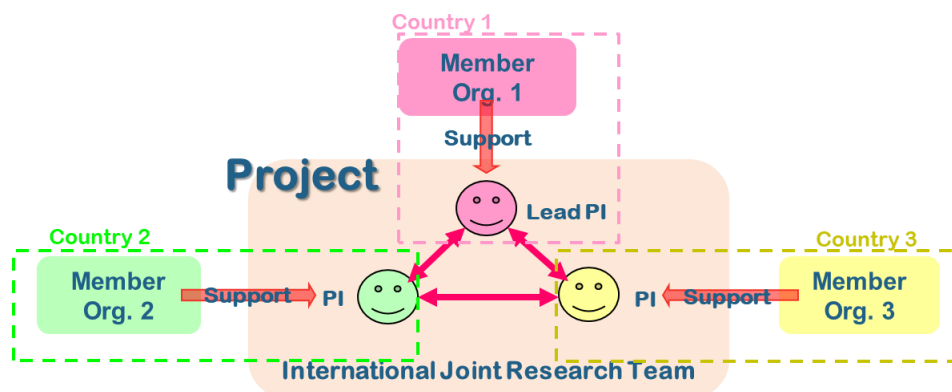 Country 1
Member
Org. 1
Support
Project
Lead PI
Country 2
Country 3
Member
Org. 2
Support
PI
PI
Support
Member
Org. 3
International Joint Research Team